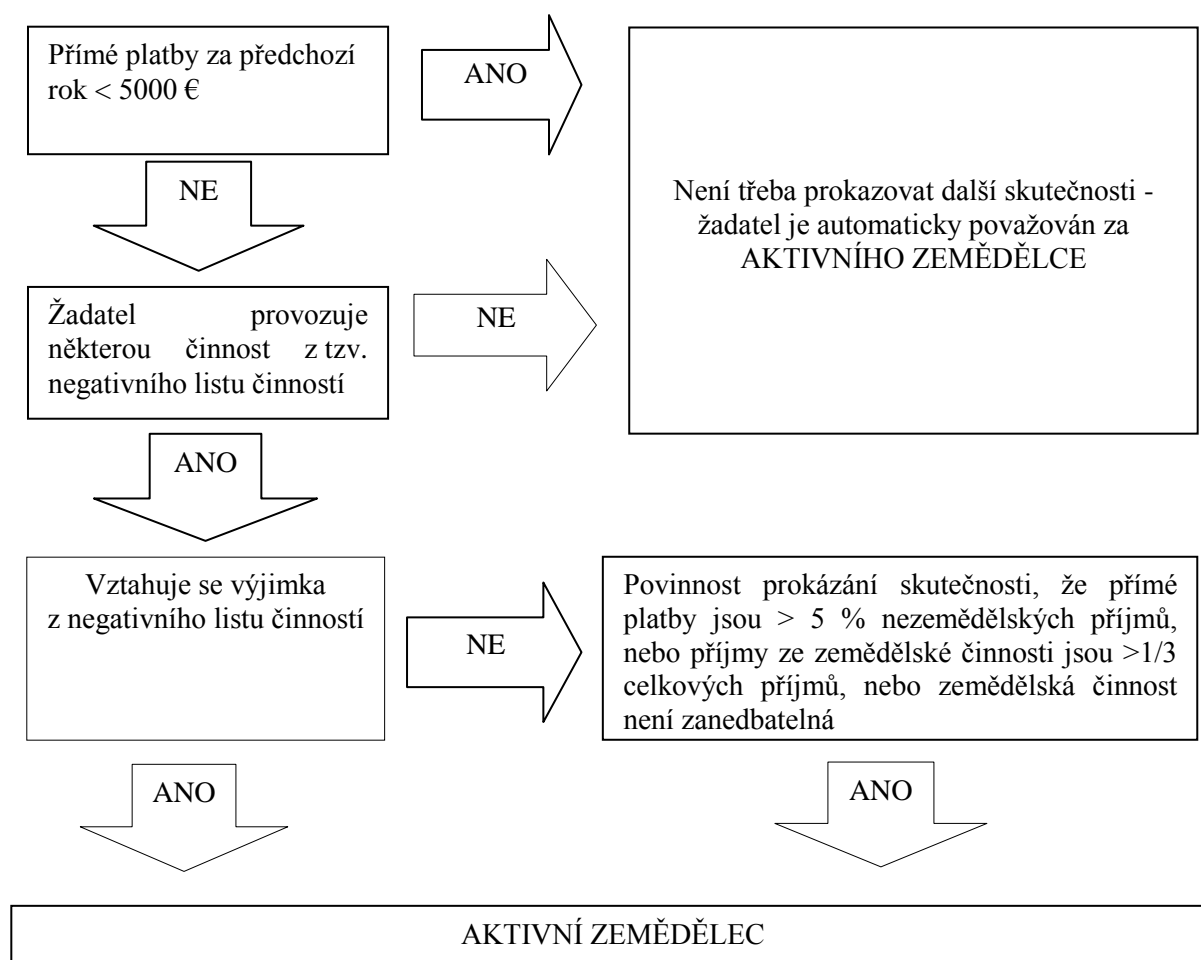 Přímé platby za předchozí
rok < 5000 €
ANO
Není třeba prokazovat další skutečnosti -
žadatel je automaticky považován za
AKTIVNÍHO ZEMĚDĚLCE
NE
Žadatel provozuje
některou činnost z tzv.
negativního listu činností
NE
ANO
Vztahuje se výjimka
z negativního listu činností
NE
Povinnost prokázání skutečnosti, že přímé
platby jsou > 5 % nezemědělských příjmů,
nebo příjmy ze zemědělské činnosti jsou >1/3
celkových příjmů, nebo zemědělská činnost
není zanedbatelná
ANO
ANO
AKTIVNÍ ZEMĚDĚLEC